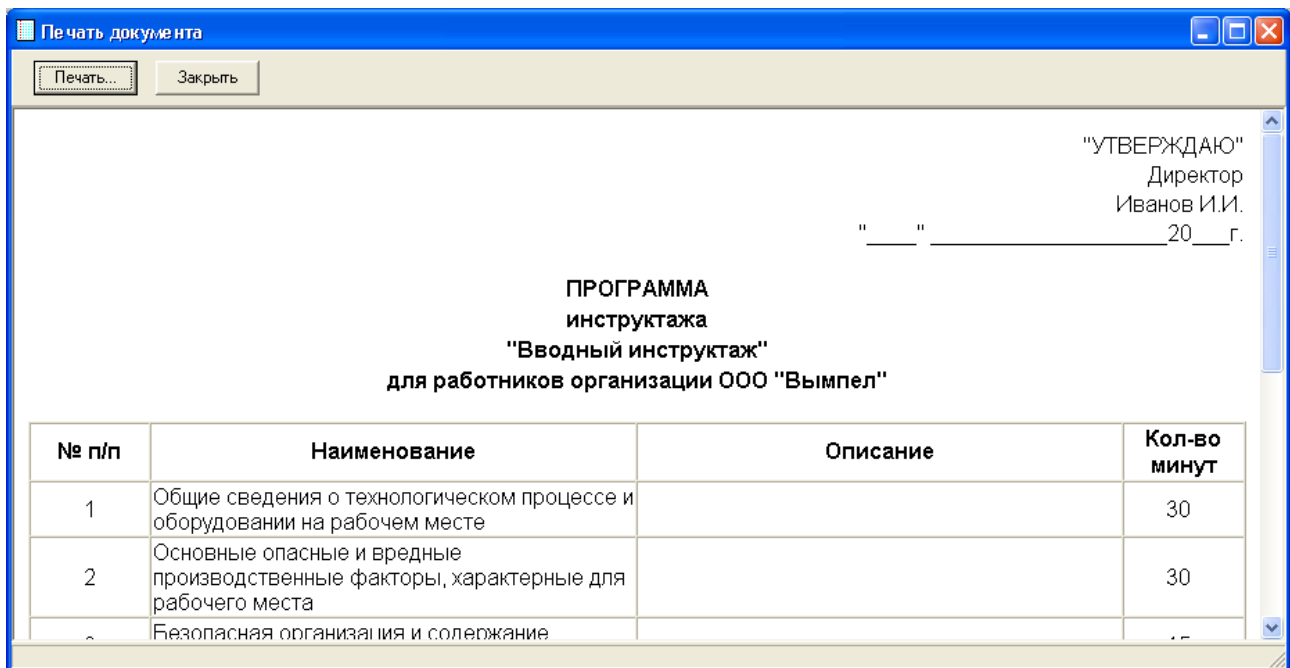 Печать документа
Печать... Закрыть
"УТВЕРЖДАЮ"
Директор
Иванов И.И.
"____" ___________________20___г.
ПРОГРАММА
инструктажа
"Вводный инструктаж"
для работников организации ООО "Вымпел"
№ п/п Наименование Описание Кол-во минут
1 Общие сведения о технологическом процессе и 30
оборудовании на рабочем месте
Основные опасные и вредные
2 производственные факторы, характерные для 30
рабочего места
Безопасная организация и содержание